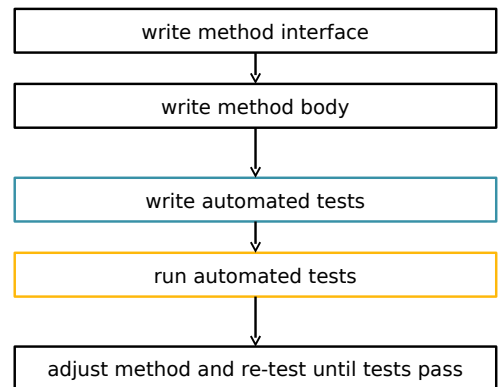 write method interface
write method body
write automated tests
run automated tests
adjust method and re-test until tests pass